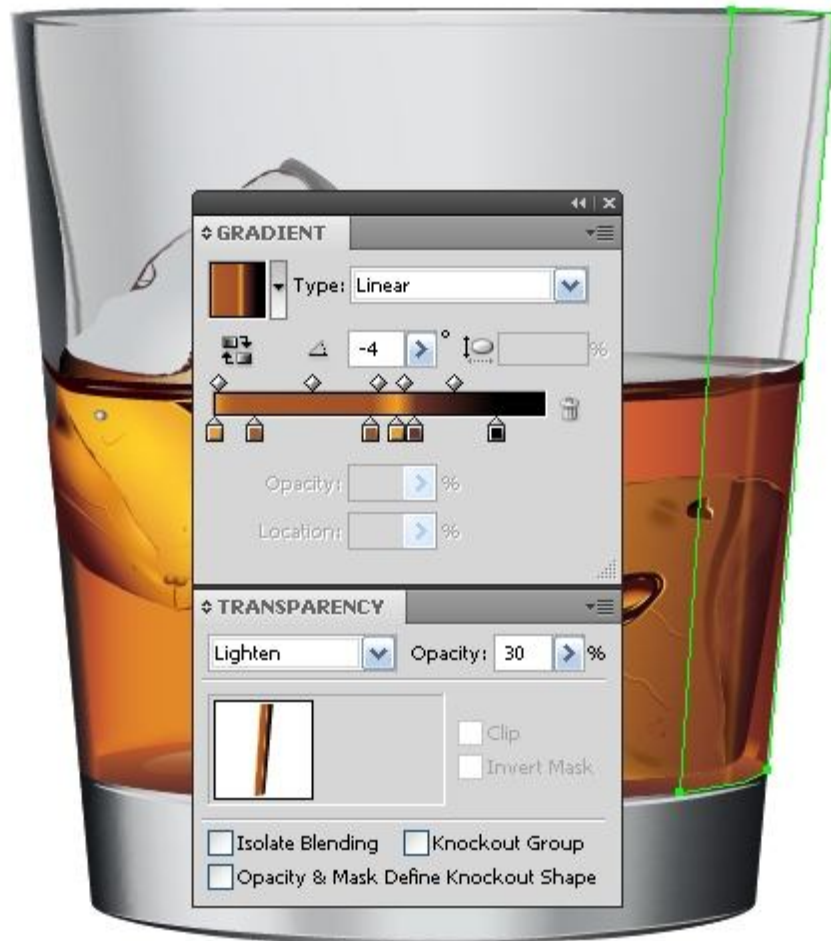 GRADIENT
Type: Linear
-4 ° %
Opacity: %
Location: %
TRANSPARENCY
Lighten Opacity: 30 %
Clip
Invert Mask
Isolate Blending Knockout Group
Opacity & Mask Define Knockout Shape